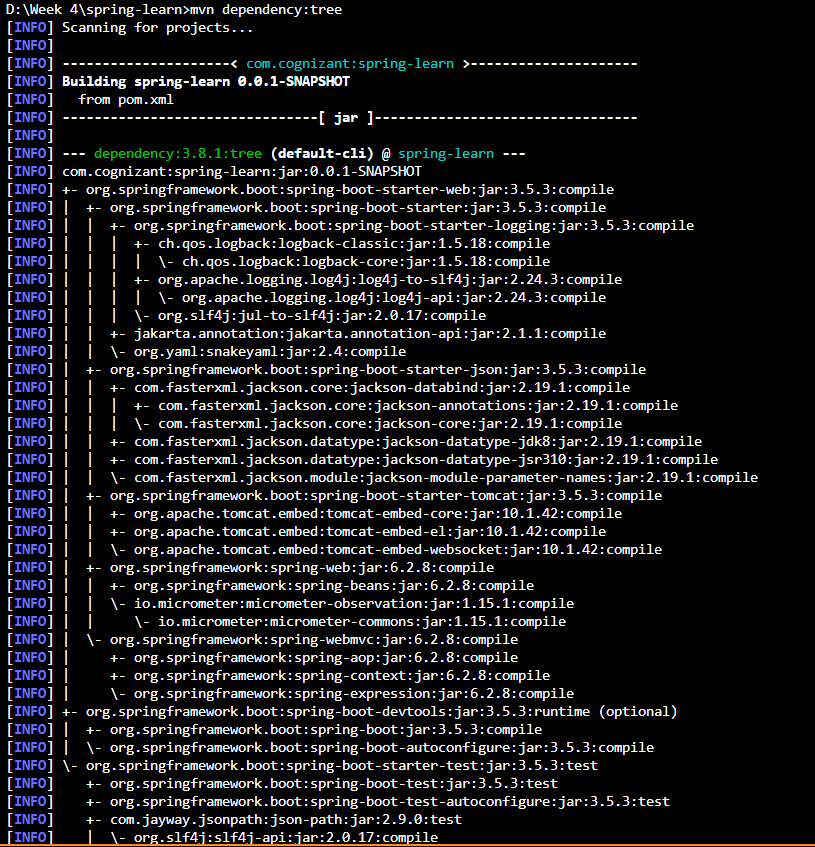 D:\Week 4\spring-learn>mvn dependency:tree
[INFO] Scanning for projects...
[INFO]
[INFO] ---------------------< com.cognizant:spring-learn >---------------------
[INFO] Building spring-learn 0.0.1-SNAPSHOT
[INFO]   from pom.xml
[INFO] --------------------------------[ jar ]---------------------------------
[INFO]
[INFO] --- dependency:3.8.1:tree (default-cli) @ spring-learn ---
[INFO] com.cognizant:spring-learn:jar:0.0.1-SNAPSHOT
[INFO] +- org.springframework.boot:spring-boot-starter-web:jar:3.5.3:compile
[INFO] |  +- org.springframework.boot:spring-boot-starter:jar:3.5.3:compile
[INFO] |  |  +- org.springframework.boot:spring-boot-starter-logging:jar:3.5.3:compile
[INFO] |  |  |  +- ch.qos.logback:logback-classic:jar:1.5.18:compile
[INFO] |  |  |  |  \- ch.qos.logback:logback-core:jar:1.5.18:compile
[INFO] |  |  |  +- org.apache.logging.log4j:log4j-to-slf4j:jar:2.24.3:compile
[INFO] |  |  |  |  \- org.apache.logging.log4j:log4j-api:jar:2.24.3:compile
[INFO] |  |  |  \- org.slf4j:jul-to-slf4j:jar:2.0.17:compile
[INFO] |  |  +- jakarta.annotation:jakarta.annotation-api:jar:2.1.1:compile
[INFO] |  |  \- org.yaml:snakeyaml:jar:2.4:compile
[INFO] |  +- org.springframework.boot:spring-boot-starter-json:jar:3.5.3:compile
[INFO] |  |  +- com.fasterxml.jackson.core:jackson-databind:jar:2.19.1:compile
[INFO] |  |  |  +- com.fasterxml.jackson.core:jackson-annotations:jar:2.19.1:compile
[INFO] |  |  |  \- com.fasterxml.jackson.core:jackson-core:jar:2.19.1:compile
[INFO] |  |  +- com.fasterxml.jackson.datatype:jackson-datatype-jdk8:jar:2.19.1:compile
[INFO] |  |  +- com.fasterxml.jackson.datatype:jackson-datatype-jsr310:jar:2.19.1:compile
[INFO] |  |  \- com.fasterxml.jackson.module:jackson-module-parameter-names:jar:2.19.1:compile
[INFO] |  +- org.springframework.boot:spring-boot-starter-tomcat:jar:3.5.3:compile
[INFO] |  |  +- org.apache.tomcat.embed:tomcat-embed-core:jar:10.1.42:compile
[INFO] |  |  +- org.apache.tomcat.embed:tomcat-embed-el:jar:10.1.42:compile
[INFO] |  |  \- org.apache.tomcat.embed:tomcat-embed-websocket:jar:10.1.42:compile
[INFO] |  +- org.springframework:spring-web:jar:6.2.8:compile
[INFO] |  |  +- org.springframework:spring-beans:jar:6.2.8:compile
[INFO] |  |  \- io.micrometer:micrometer-observation:jar:1.15.1:compile
[INFO] |  |     \- io.micrometer:micrometer-commons:jar:1.15.1:compile
[INFO] |  \- org.springframework:spring-webmvc:jar:6.2.8:compile
[INFO] |     +- org.springframework:spring-aop:jar:6.2.8:compile
[INFO] |     +- org.springframework:spring-context:jar:6.2.8:compile
[INFO] |     \- org.springframework:spring-expression:jar:6.2.8:compile
[INFO] +- org.springframework.boot:spring-boot-devtools:jar:3.5.3:runtime (optional)
[INFO] |  +- org.springframework.boot:spring-boot:jar:3.5.3:compile
[INFO] |  \- org.springframework.boot:spring-boot-autoconfigure:jar:3.5.3:compile
[INFO] \- org.springframework.boot:spring-boot-starter-test:jar:3.5.3:test
[INFO]    +- org.springframework.boot:spring-boot-test:jar:3.5.3:test
[INFO]    +- org.springframework.boot:spring-boot-test-autoconfigure:jar:3.5.3:test
[INFO]    +- com.jayway.jsonpath:json-path:jar:2.9.0:test
[INFO]    |  \- org.slf4j:slf4j-api:jar:2.0.17:compile